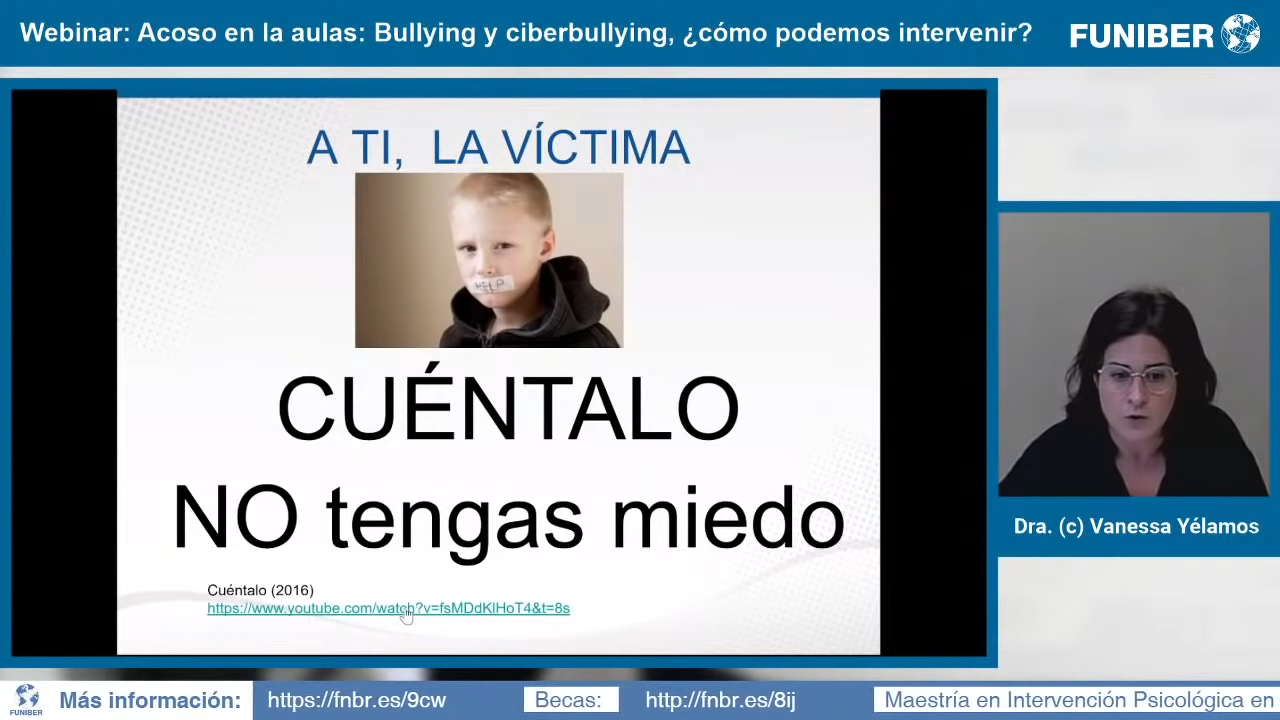 Webinar: Acoso en la aulas: Bullying y ciberbullying, ¿cómo podemos intervenir?
FUNIBER
A TI, LA VÍCTIMA
HELP
CUÉNTALO
NO tengas miedo
Cuéntalo (2016)
https://www.youtube.com/watch?v=fsMDdKlHoT4&t=8s
Dra. (c) Vanessa Yélamos
FUNIBER
Más información:
https://fnbr.es/9cw
Becas:
http://fnbr.es/8ij
Maestría en Intervención Psicológica en